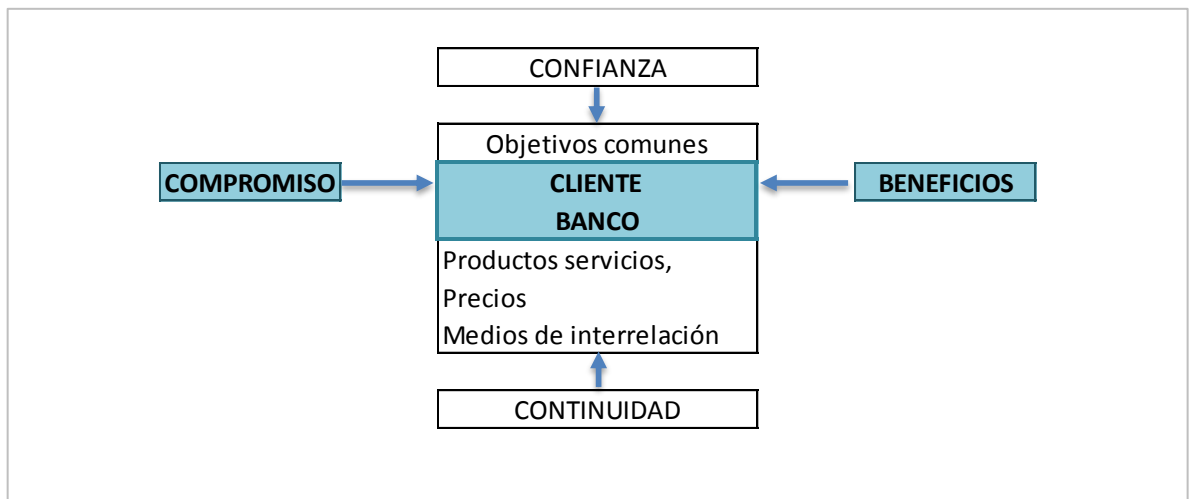 CONFIANZA
Objetivos comunes
COMPROMISO
CLIENTE
BENEFICIOS
BANCO
Productos servicios,
Precios
Medios de interrelación
CONTINUIDAD